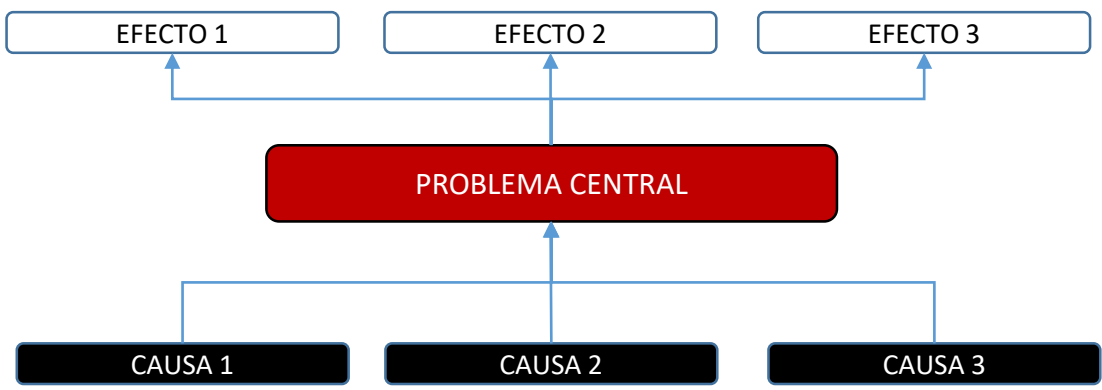 EFECTO 1
EFECTO 2
EFECTO 3
PROBLEMA CENTRAL
CAUSA 1
CAUSA 2
CAUSA 3